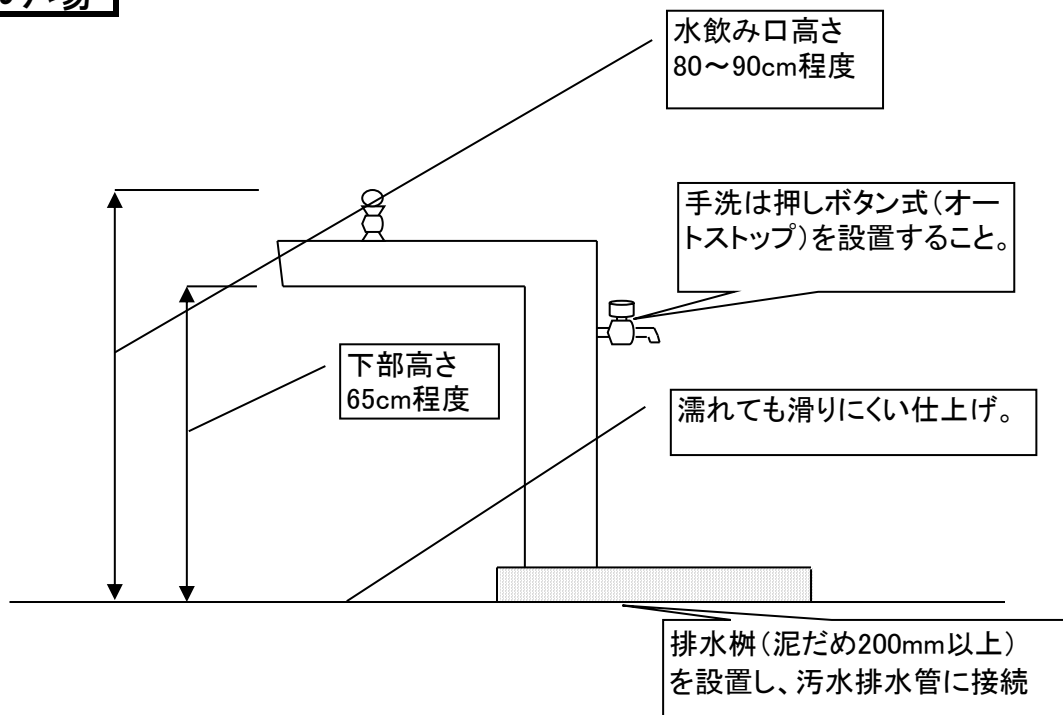 場
水飲み口高さ
80～90cm程度
手洗は押しボタン式（オー
トストップ）を設置すること。
下部高さ
65cm程度
濡れても滑りにくい仕上げ。
排水桝（泥だめ200mm以上）
を設置し、汚水排水管に接続